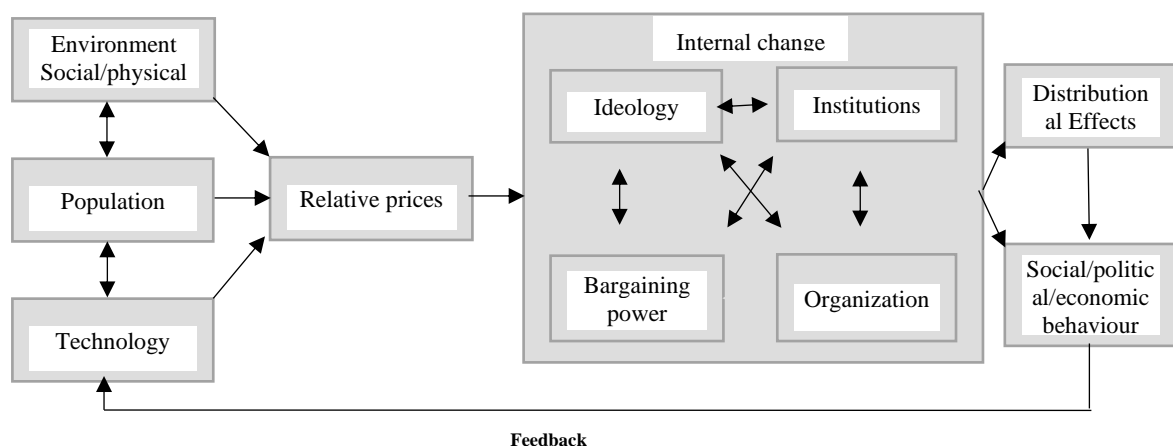 Environment
Social/physical
Population
Technology
Relative prices
Internal change
Ideology
Institutions
Bargaining
power
Organization
Distribution
al Effects
Social/politic
al/economic
behaviour
Feedback